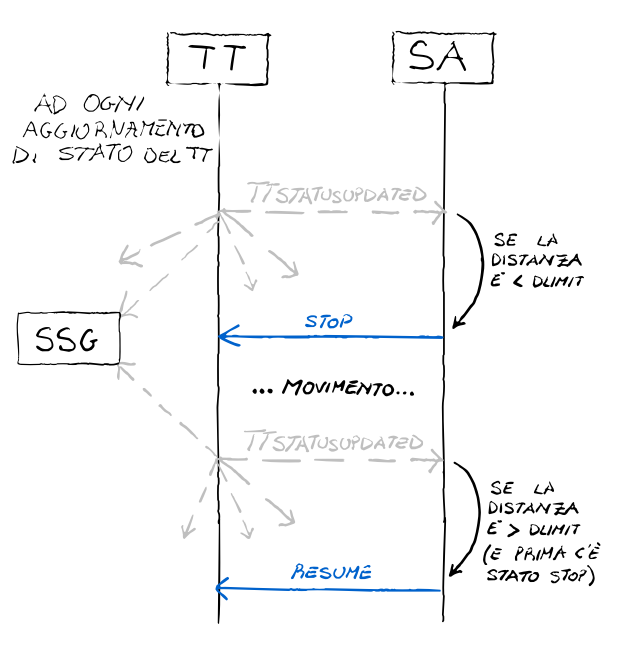 TT
SA
AD OGNI
AGGIORNAMENTO
DI STATO DEL TT
TTSTATUSUPDATED
SE LA
DISTANZA
E' < DLIMIT
STOP
SSG
... MOVIMENTO...
TTSTATUSUPDATED
SE LA
DISTANZA
E' > DLIMIT
(E PRIMA C'È
STATO STOP)
RESUME